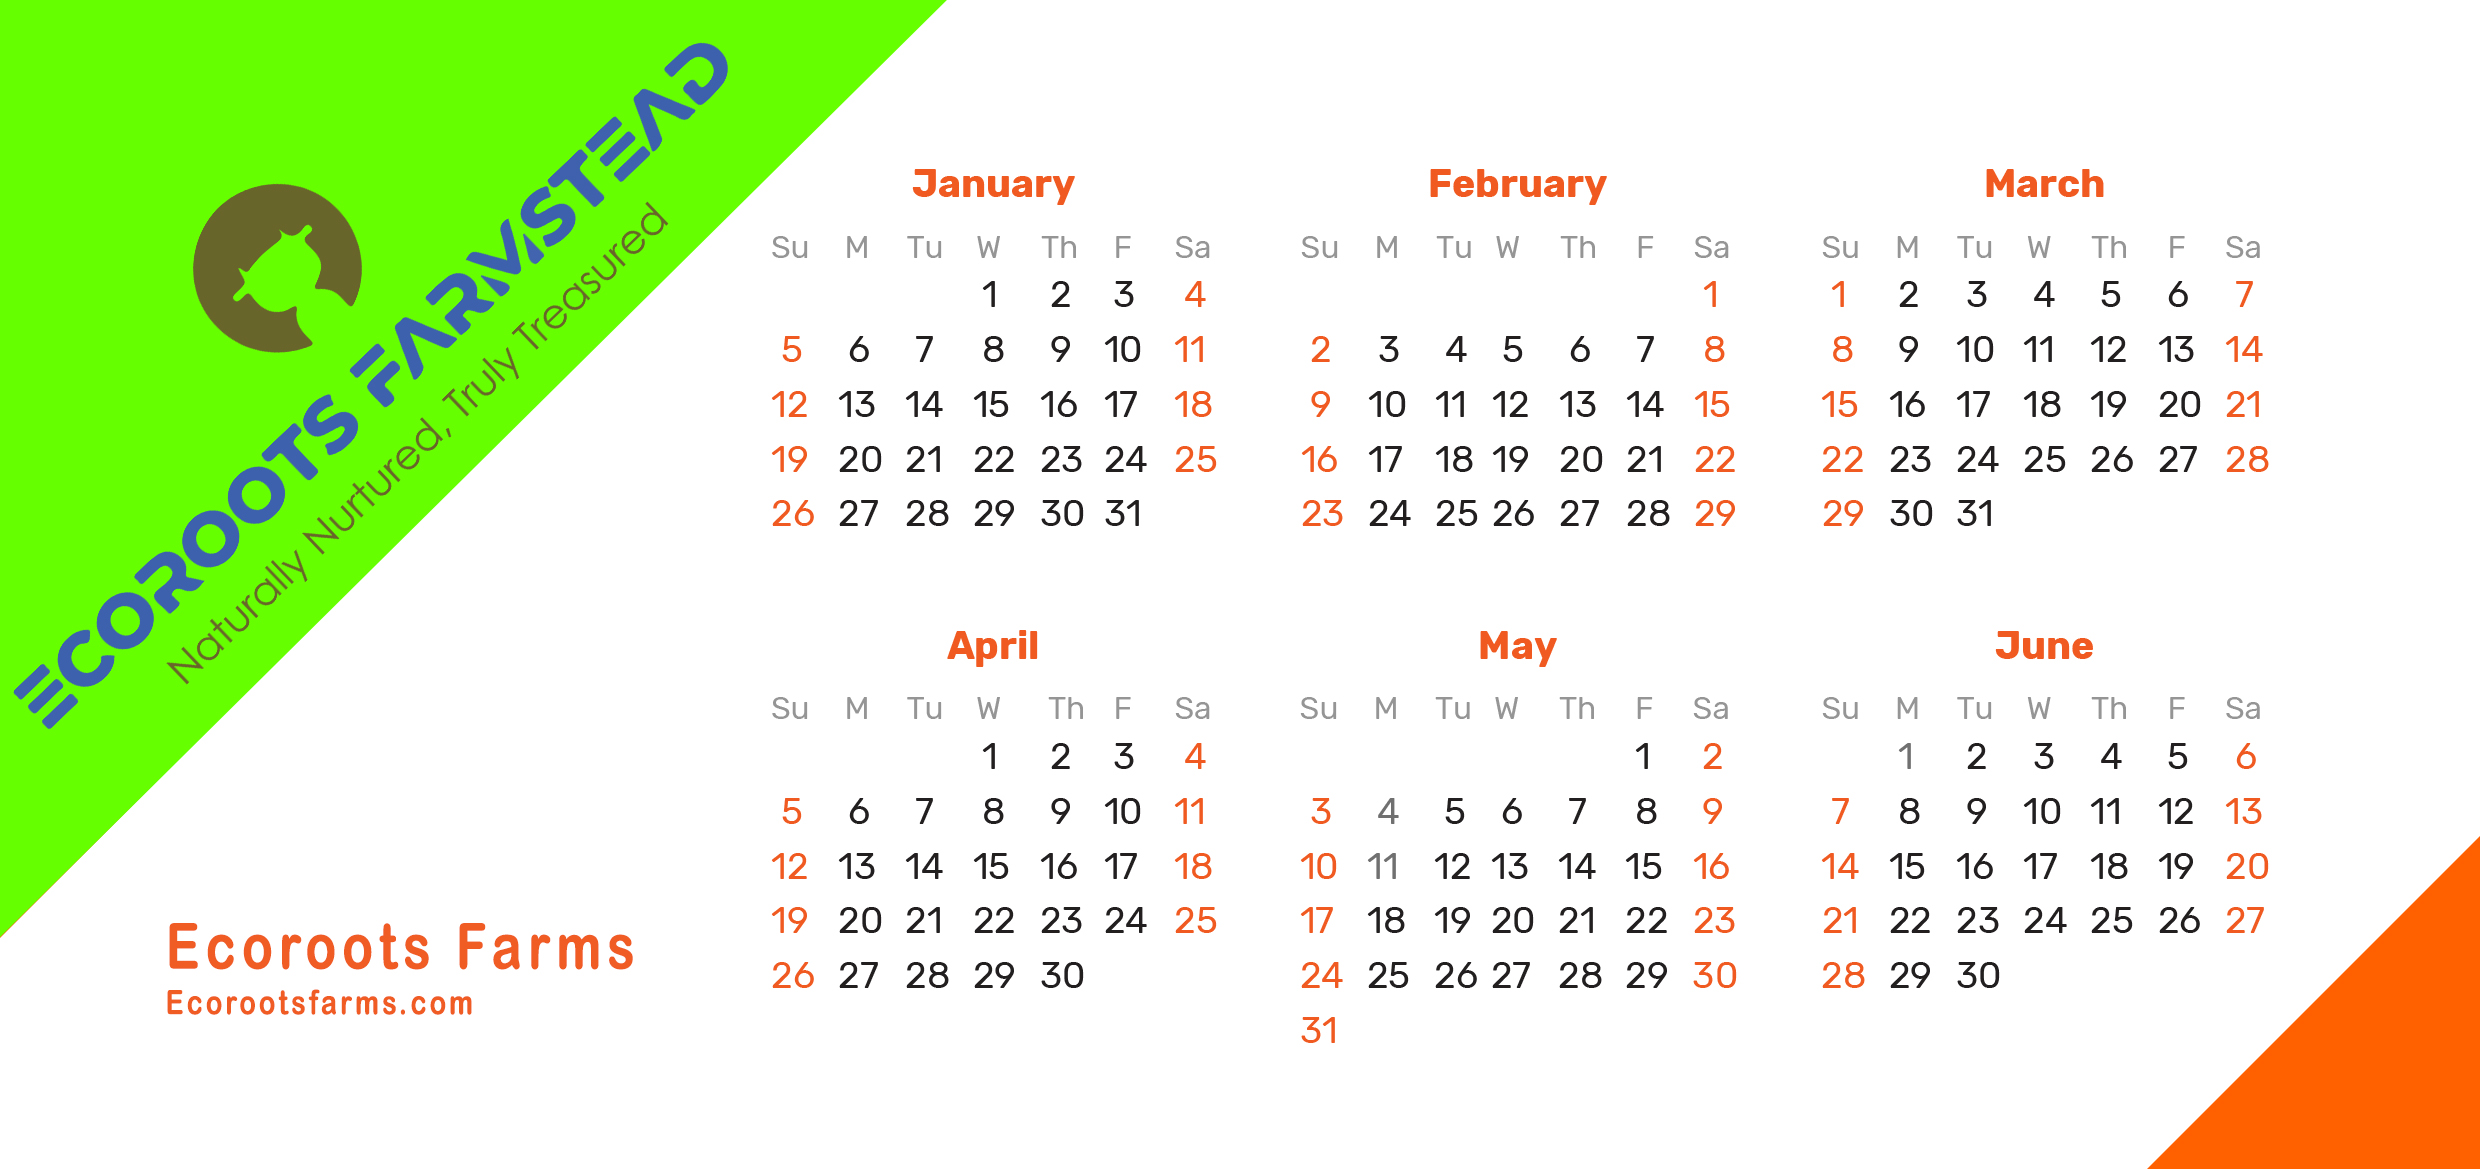 ECOROOTS FARMSTEAD
Naturally Nurtured, Truly Treasured
January
Su M Tu W Th F Sa
1 2 3 4
5 6 7 8 9 10 11
12 13 14 15 16 17 18
19 20 21 22 23 24 25
26 27 28 29 30 31
February
Su M Tu W Th F Sa
1
2 3 4 5 6 7 8
9 10 11 12 13 14 15
16 17 18 19 20 21 22
23 24 25 26 27 28 29
March
Su M Tu W Th F Sa
1 2 3 4 5 6 7
8 9 10 11 12 13 14
15 16 17 18 19 20 21
22 23 24 25 26 27 28
29 30 31
April
Su M Tu W Th F Sa
1 2 3 4
5 6 7 8 9 10 11
12 13 14 15 16 17 18
19 20 21 22 23 24 25
26 27 28 29 30
May
Su M Tu W Th F Sa
1 2
3 4 5 6 7 8 9
10 11 12 13 14 15 16
17 18 19 20 21 22 23
24 25 26 27 28 29 30
31
June
Su M Tu W Th F Sa
1 2 3 4 5 6
7 8 9 10 11 12 13
14 15 16 17 18 19 20
21 22 23 24 25 26 27
28 29 30
Ecoroots Farms
Ecorootsfarms.com